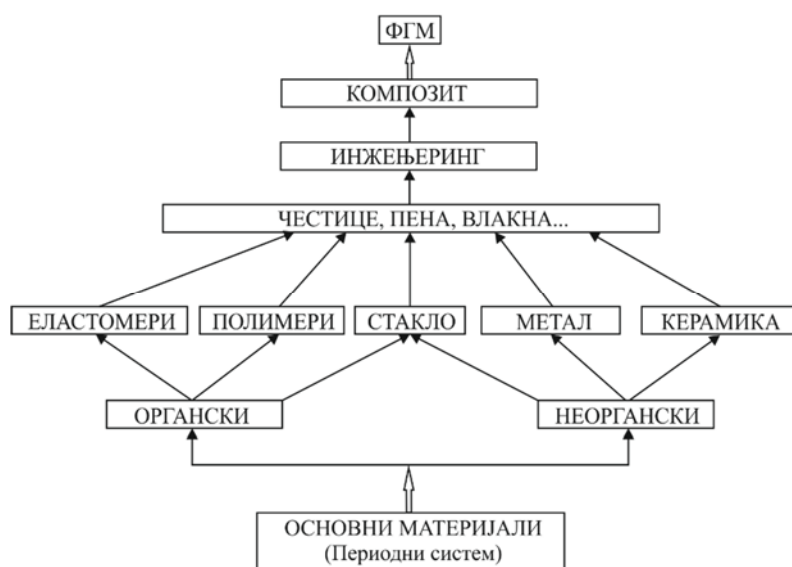 ФГМ
КОМПОЗИТ
ИНЖЕЊЕРИНГ
ЧЕСТИЦЕ, ПЕНА, ВЛАКНА...
ЕЛАСТОМЕРИ
ПОЛИМЕРИ
СТАКЛО
МЕТАЛ
КЕРАМИКА
ОРГАНСКИ
НЕОРГАНСКИ
ОСНОВНИ МАТЕРИЈАЛИ
(Периодни систем)